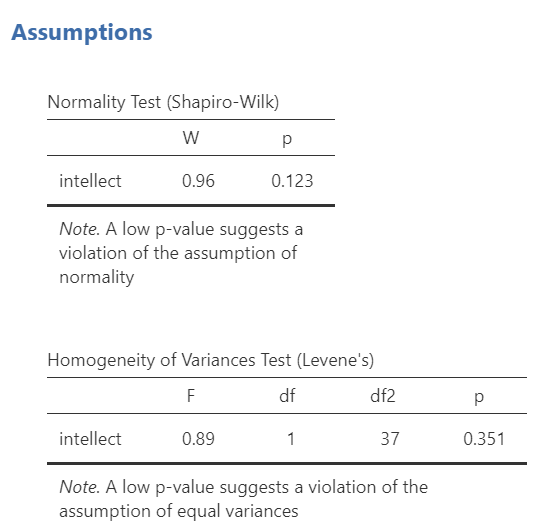 Assumptions
Normality Test (Shapiro-Wilk)
W p
intellect 0.96 0.123
Note. A low p-value suggests a
violation of the assumption of
normality
Homogeneity of Variances Test (Levene's)
F df df2 p
intellect 0.89 1 37 0.351
Note. A low p-value suggests a violation of the
assumption of equal variances